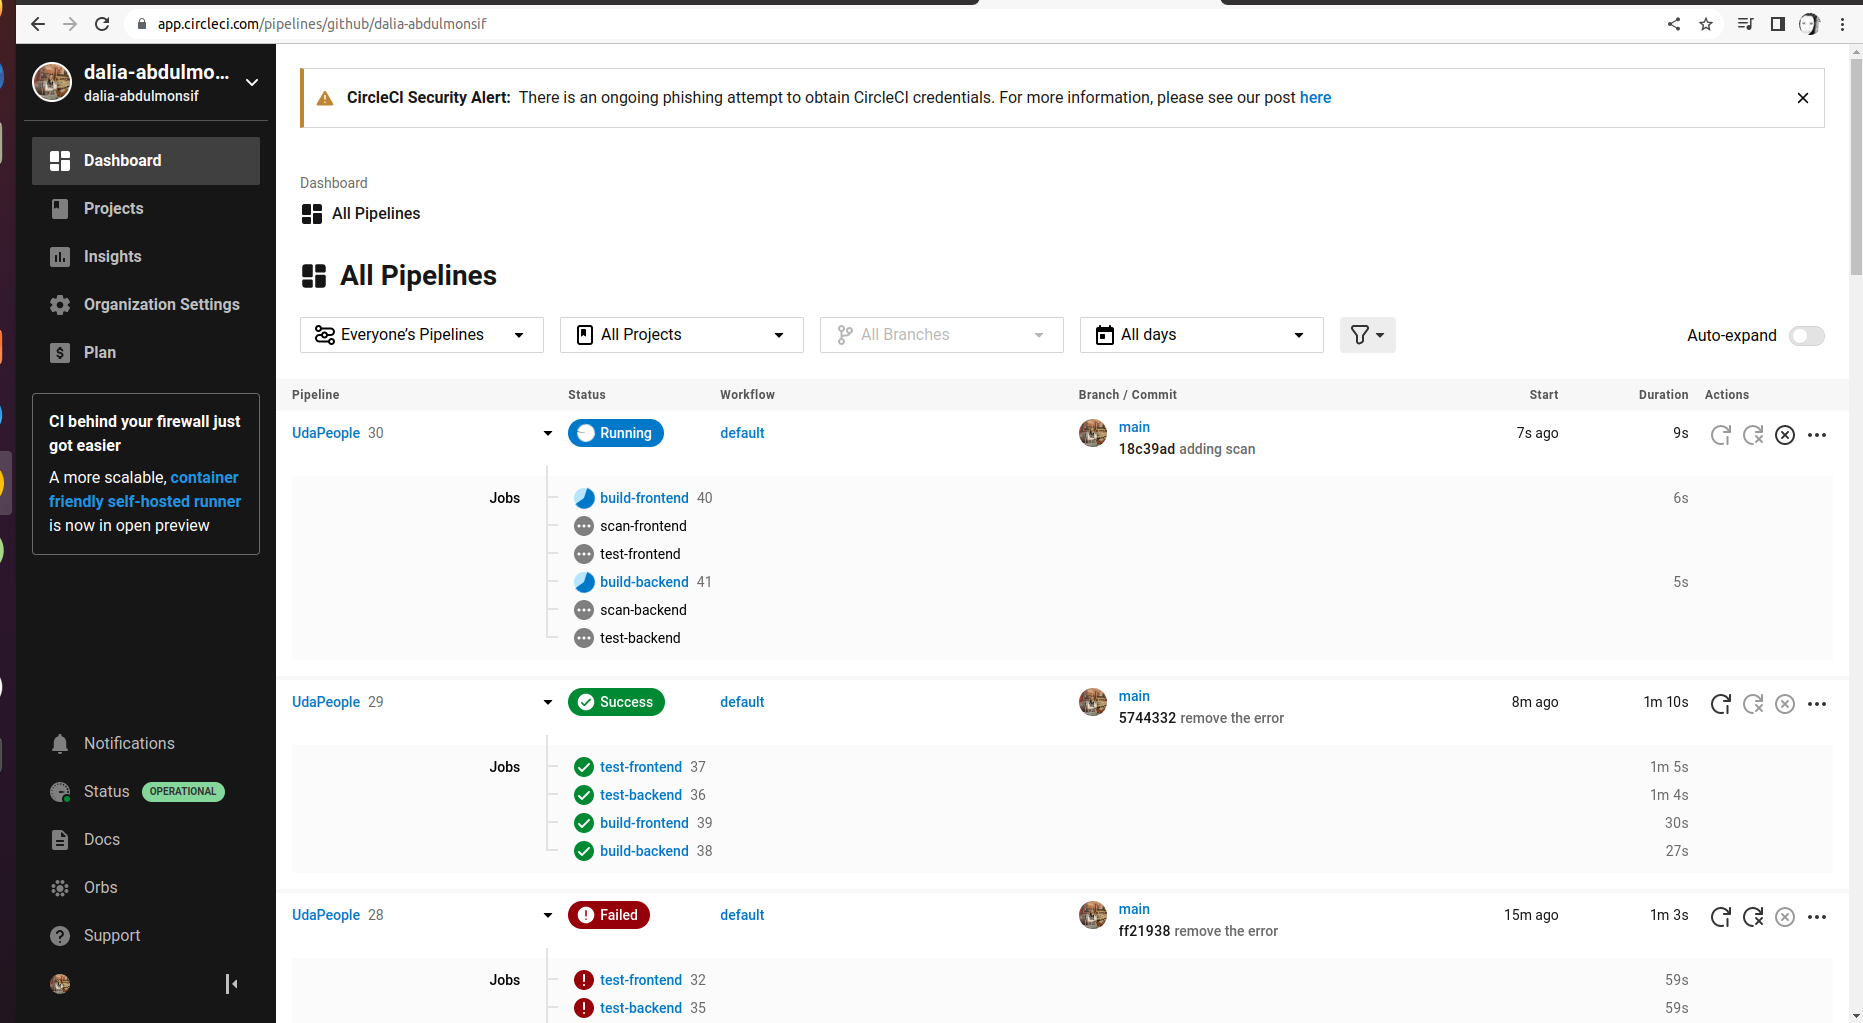 app.circleci.com/pipelines/github/dalia-abdulmonsif
dalia-abdulmo...
dalia-abdulmonsif
Dashboard
Projects
Insights
Organization Settings
Plan
CI behind your firewall just
got easier
A more scalable, container
friendly self-hosted runner
is now in open preview
Notifications
Status OPERATIONAL
Docs
Orbs
Support
CircleCI Security Alert: There is an ongoing phishing attempt to obtain CircleCI credentials. For more information, please see our post here
Dashboard
All Pipelines
All Pipelines
Everyone’s Pipelines All Projects All Branches All days Auto-expand
Pipeline Status Workflow Branch / Commit Start Duration Actions
UdaPeople 30 Running default main 7s ago 9s
18c39ad adding scan
Jobs build-frontend 40 6s
scan-frontend
test-frontend
build-backend 41 5s
scan-backend
test-backend
UdaPeople 29 Success default main 8m ago 1m 10s
5744332 remove the error
Jobs test-frontend 37 1m 5s
test-backend 36 1m 4s
build-frontend 39 30s
build-backend 38 27s
UdaPeople 28 Failed default main 15m ago 1m 3s
ff21938 remove the error
Jobs test-frontend 32 59s
test-backend 35 59s